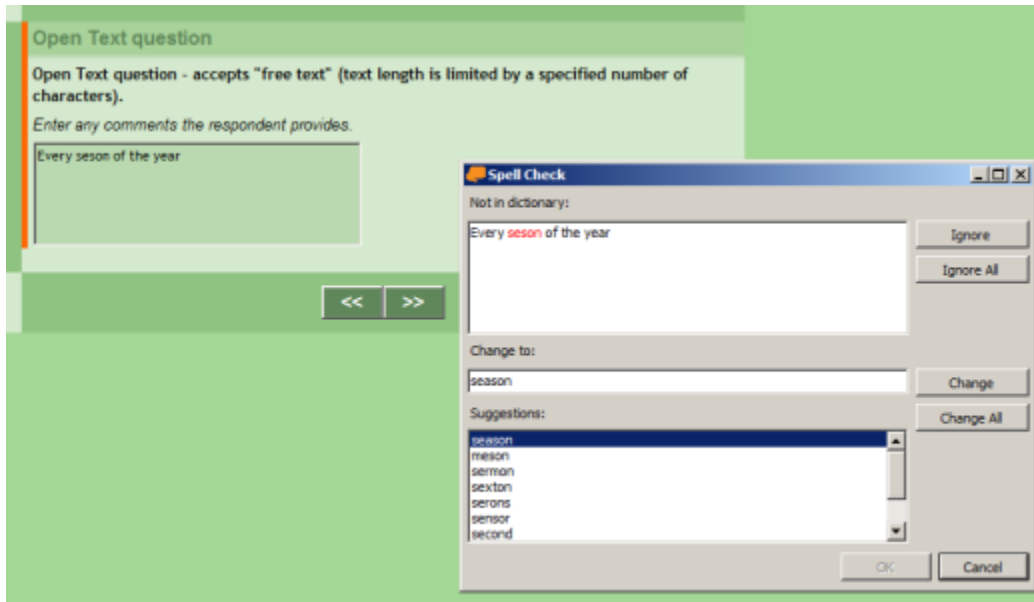 Open Text question
Open Text question - accepts "free text" (text length is limited by a specified number of
characters).
Enter any comments the respondent provides.
Every seson of the year
<< >>
Spell Check
Not in dictionary:
Every seson of the year
Ignore
Ignore All
Change to:
season
Change
Suggestions:
Change All
season
meson
sermon
sexton
serons
sensor
second
OK Cancel